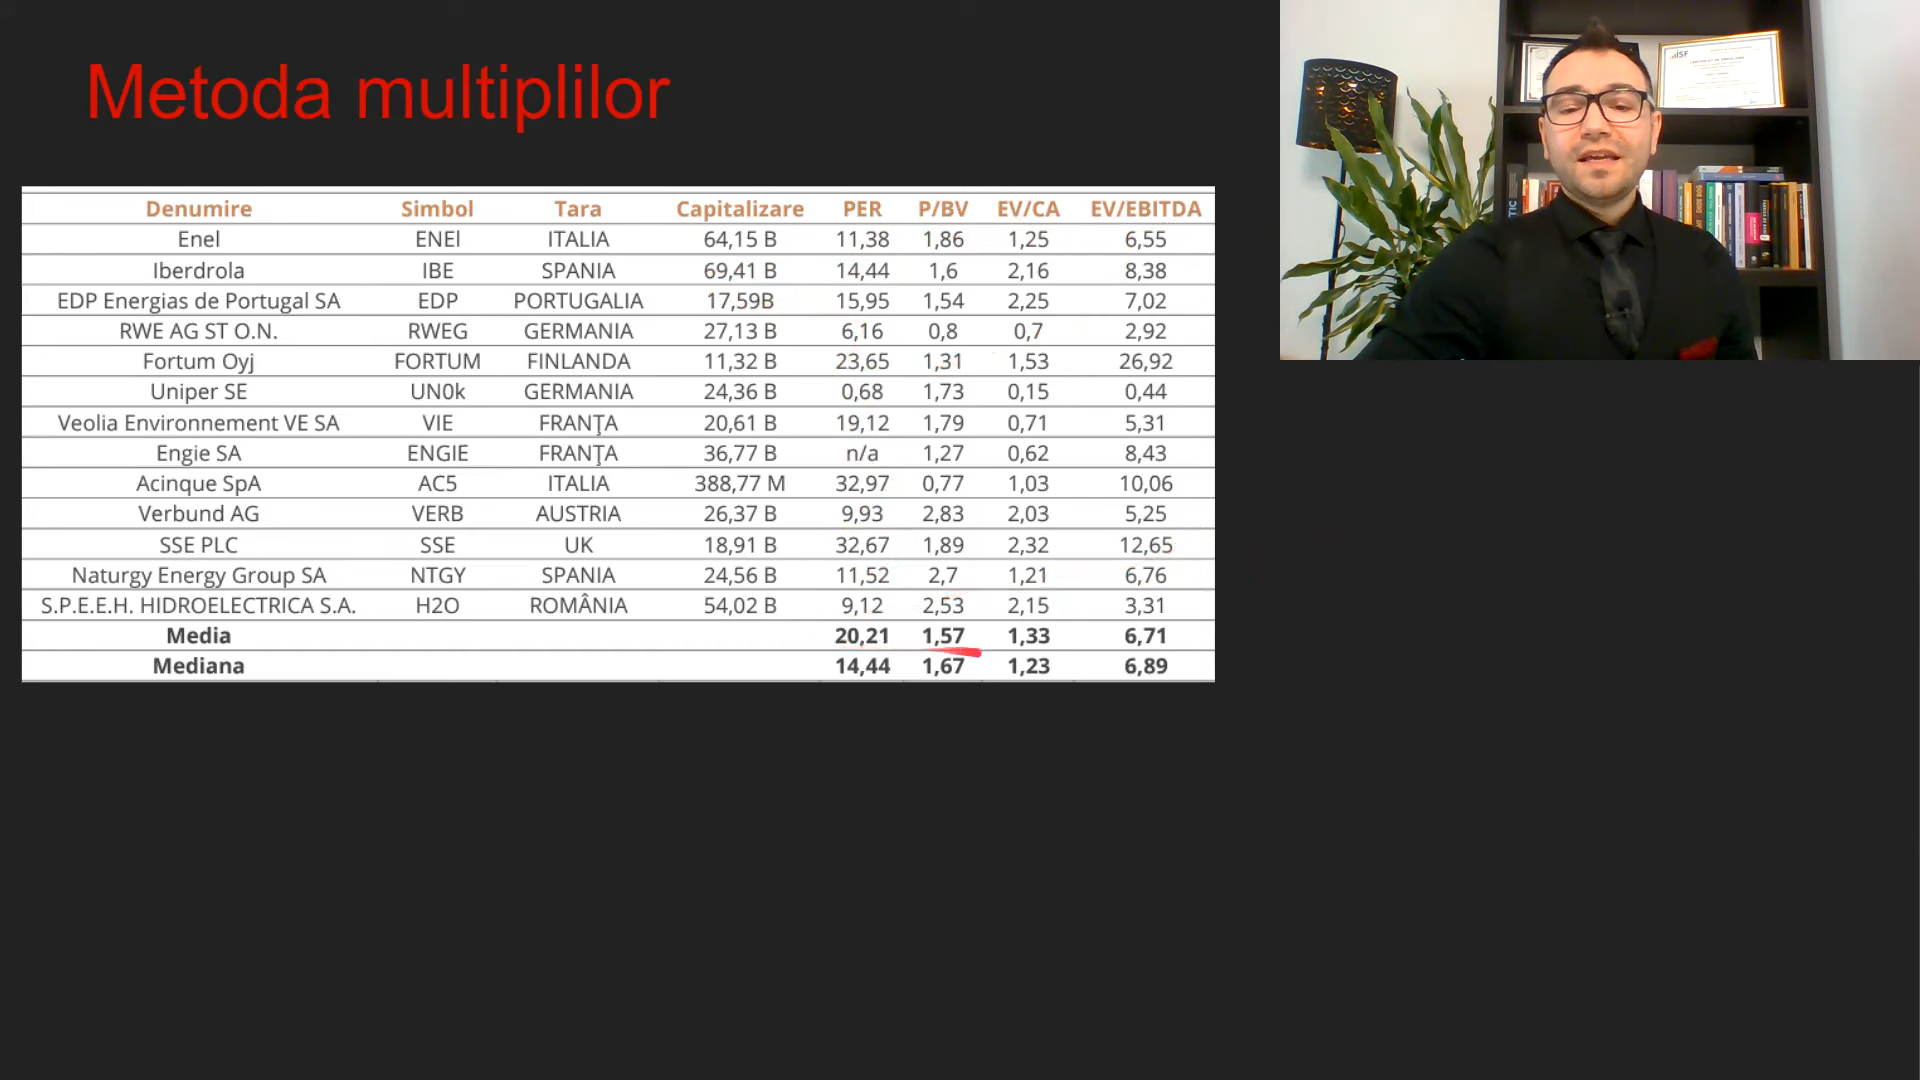 Metoda multiplilor
Denumire Simbol Tara Capitalizare PER P/BV EV/CA EV/EBITDA
Enel ENEl ITALIA 64,15 B 11,38 1,86 1,25 6,55
Iberdrola IBE SPANIA 69,41 B 14,44 1,6 2,16 8,38
EDP Energias de Portugal SA EDP PORTUGALIA 17,59B 15,95 1,54 2,25 7,02
RWE AG ST O.N. RWEG GERMANIA 27,13 B 6,16 0,8 0,7 2,92
Fortum Oyj FORTUM FINLANDA 11,32 B 23,65 1,31 1,53 26,92
Uniper SE UN0k GERMANIA 24,36 B 0,68 1,73 0,15 0,44
Veolia Environnement VE SA VIE FRANŢA 20,61 B 19,12 1,79 0,71 5,31
Engie SA ENGIE FRANŢA 36,77 B n/a 1,27 0,62 8,43
Acinque SpA AC5 ITALIA 388,77 M 32,97 0,77 1,03 10,06
Verbund AG VERB AUSTRIA 26,37 B 9,93 2,83 2,03 5,25
SSE PLC SSE UK 18,91 B 32,67 1,89 2,32 12,65
Naturgy Energy Group SA NTGY SPANIA 24,56 B 11,52 2,7 1,21 6,76
S.P.E.E.H. HIDROELECTRICA S.A. H2O ROMÂNIA 54,02 B 9,12 2,53 2,15 3,31
Media 20,21 1,57 1,33 6,71
Mediana 14,44 1,67 1,23 6,89
ISF